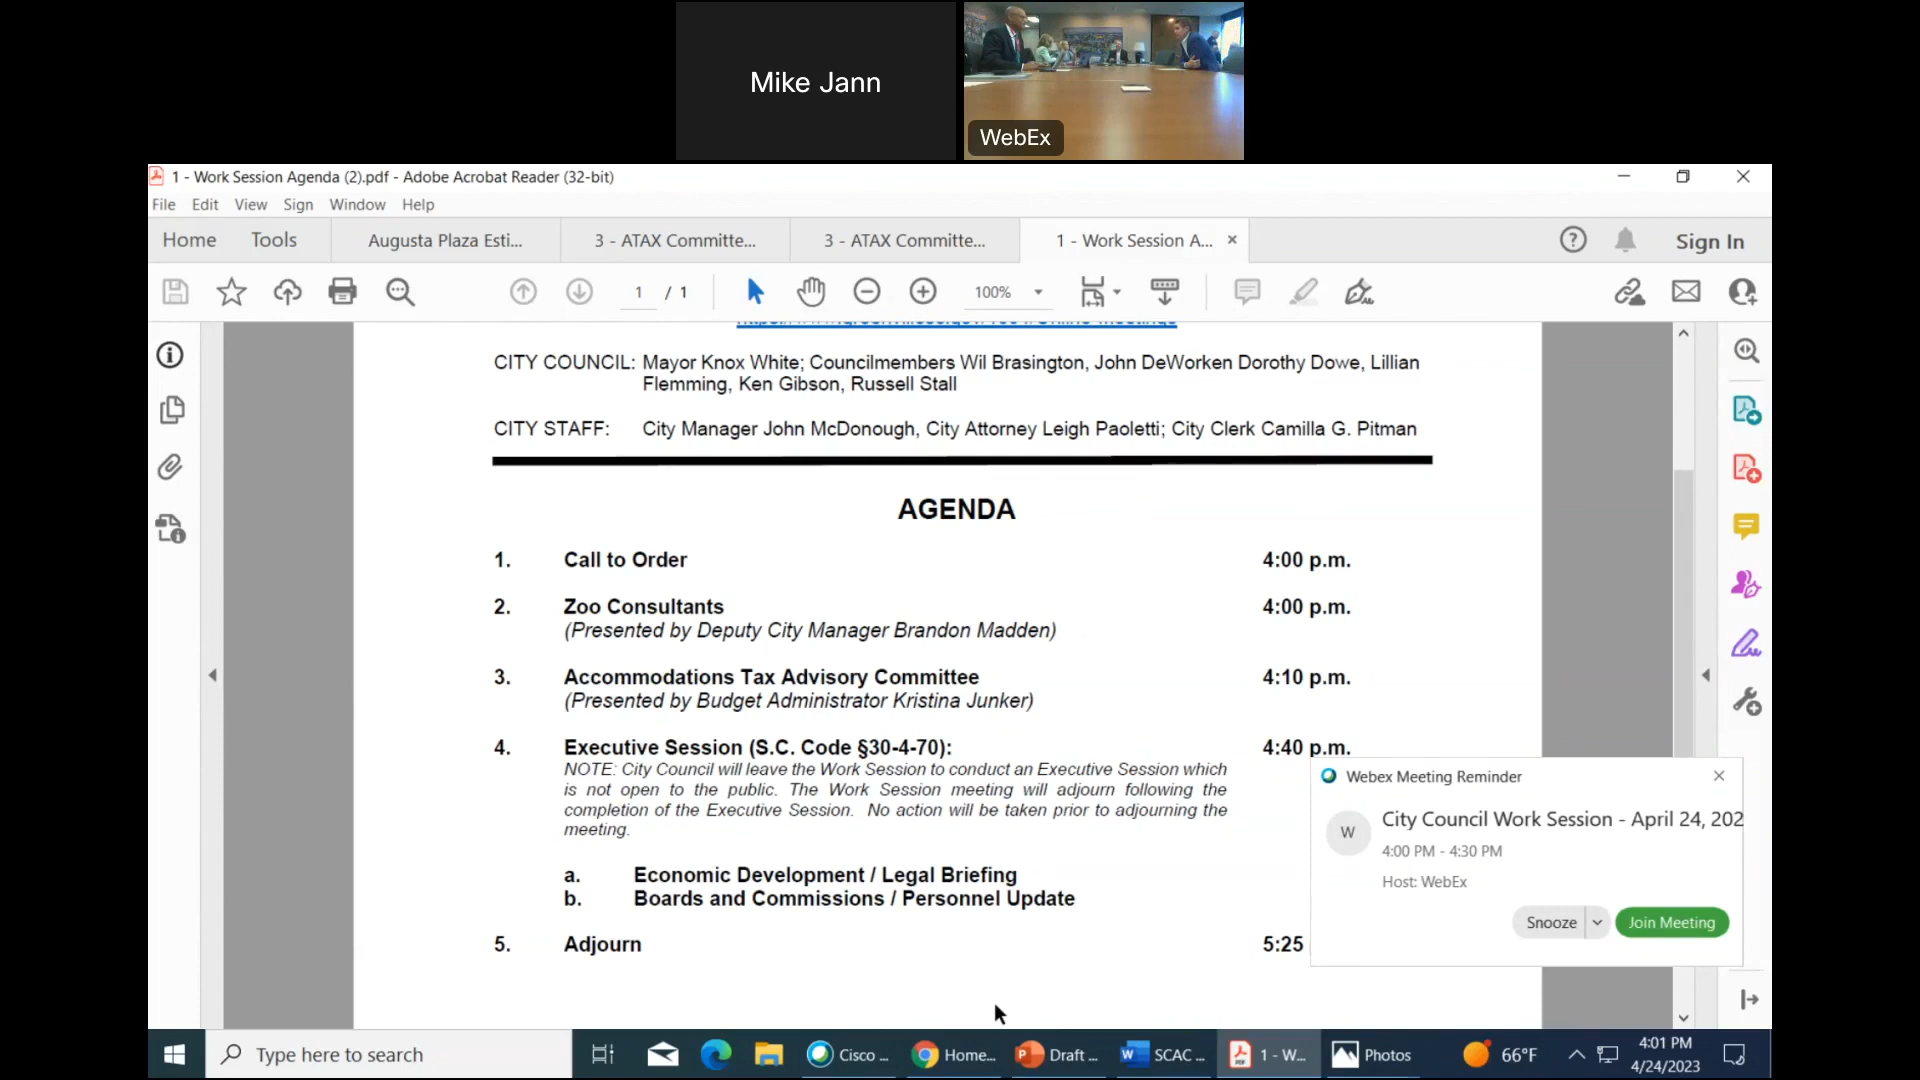 Mike Jann
WebEx
1 - Work Session Agenda (2).pdf - Adobe Acrobat Reader (32-bit)
File Edit View Sign Window Help
Home Tools Augusta Plaza Esti... 3 - ATAX Committe... 3 - ATAX Committe... 1 - Work Session A... × Sign In
1 / 1 100%
CITY COUNCIL: Mayor Knox White; Councilmembers Wil Brasington, John DeWorken Dorothy Dowe, Lillian
Flemming, Ken Gibson, Russell Stall
CITY STAFF: City Manager John McDonough, City Attorney Leigh Paoletti; City Clerk Camilla G. Pitman
AGENDA
1. Call to Order 4:00 p.m.
2. Zoo Consultants 4:00 p.m.
(Presented by Deputy City Manager Brandon Madden)
3. Accommodations Tax Advisory Committee 4:10 p.m.
(Presented by Budget Administrator Kristina Junker)
4. Executive Session (S.C. Code §30-4-70): 4:40 p.m.
NOTE: City Council will leave the Work Session to conduct an Executive Session which
is not open to the public. The Work Session meeting will adjourn following the
completion of the Executive Session. No action will be taken prior to adjourning the
meeting.
a. Economic Development / Legal Briefing
b. Boards and Commissions / Personnel Update
5. Adjourn 5:25
Webex Meeting Reminder
W
City Council Work Session - April 24, 202
4:00 PM - 4:30 PM
Host: WebEx
Snooze Join Meeting
Type here to search Cisco ... Home... Draft ... SCAC ... 1 - W... Photos 66°F 4:01 PM
4/24/2023